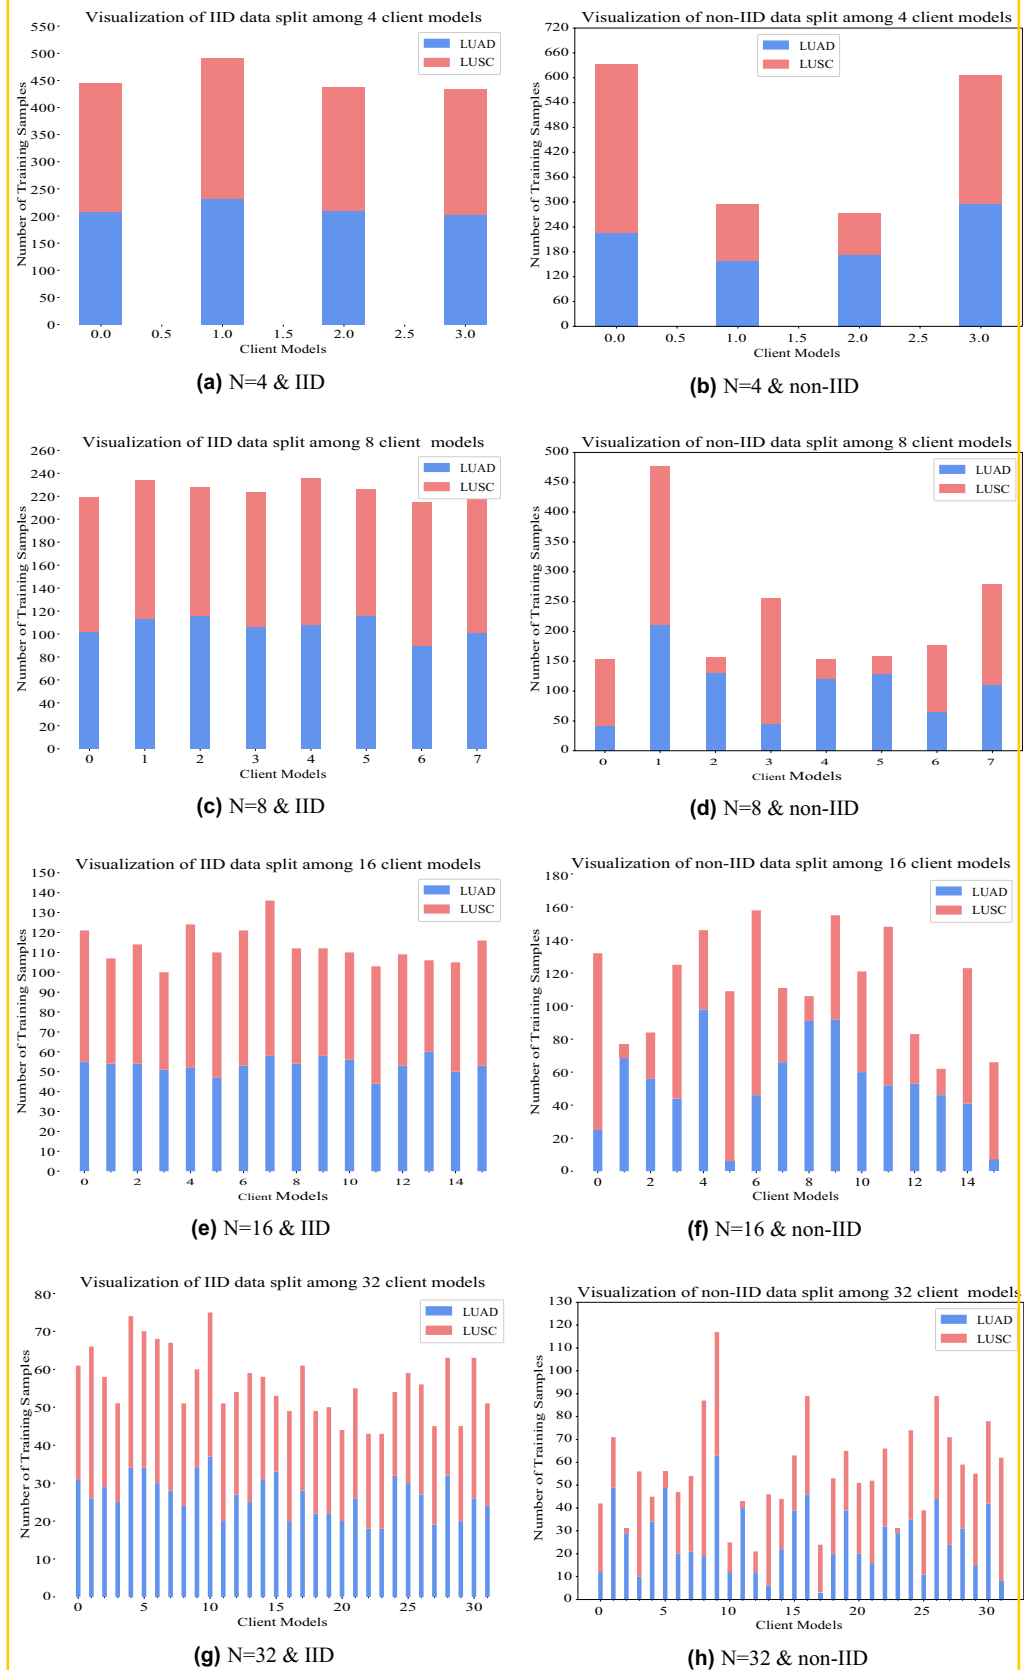 Visualization of IID data split among 4 client models
550
500
450
400
350
300
250
200
150
100
50
0
Number of Training Samples
LUAD
LUSC
0.0 0.5 1.0 1.5 2.0 2.5 3.0
Client Models
(a) N=4 & IID
Visualization of non-IID data split among 4 client models
720
660
600
540
480
420
360
300
240
180
120
60
0
Number of Training Samples
LUAD
LUSC
0.0 0.5 1.0 1.5 2.0 2.5 3.0
Client Models
(b) N=4 & non-IID
Visualization of IID data split among 8 client models
260
240
220
200
180
160
140
120
100
80
60
40
20
0
Number of Training Samples
LUAD
LUSC
0 1 2 3 4 5 6 7
Client Models
(c) N=8 & IID
Visualization of non-IID data split among 8 client models
500
450
400
350
300
250
200
150
100
50
0
Number of Training Samples
LUAD
LUSC
0 1 2 3 4 5 6 7
Client Models
(d) N=8 & non-IID
Visualization of IID data split among 16 client models
150
140
130
120
110
100
90
80
70
60
50
40
30
20
10
0
Number of Training Samples
LUAD
LUSC
0 2 4 6 8 10 12 14
Client Models
(e) N=16 & IID
Visualization of non-IID data split among 16 client models
180
160
140
120
100
80
60
40
20
0
Number of Training Samples
LUAD
LUSC
0 2 4 6 8 10 12 14
Client Models
(f) N=16 & non-IID
Visualization of IID data split among 32 client models
80
70
60
50
40
30
20
10
0
Number of Training Samples
LUAD
LUSC
0 5 10 15 20 25 30
Client Models
(g) N=32 & IID
Visualization of non-IID data split among 32 client models
130
120
110
100
90
80
70
60
50
40
30
20
10
0
Number of Training Samples
LUAD
LUSC
0 5 10 15 20 25 30
Client Models
(h) N=32 & non-IID